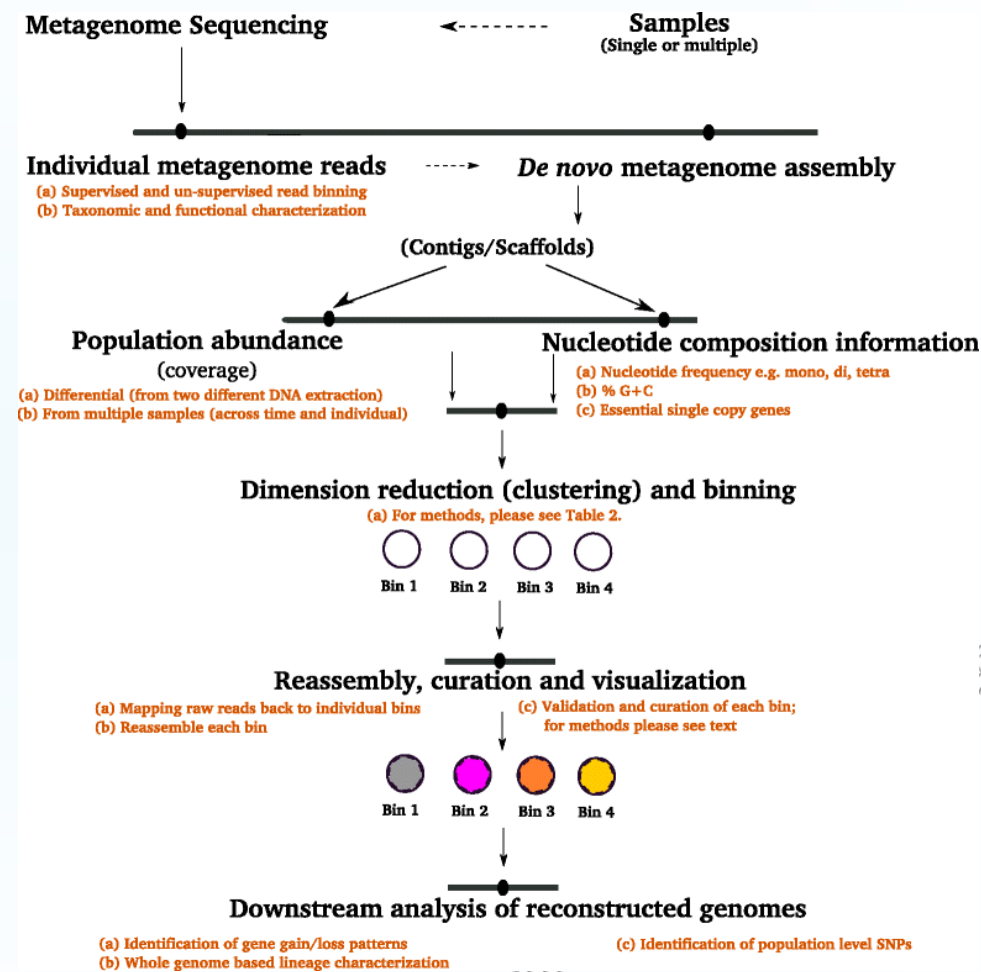 Metagenome Sequencing
Samples
(Single or multiple)
Individual metagenome reads
(a) Supervised and un-supervised read binning
(b) Taxonomic and functional characterization
De novo metagenome assembly
(Contigs/Scaffolds)
Population abundance
(coverage)
(a) Differential (from two different DNA extraction)
(b) From multiple samples (across time and individual)
Nucleotide composition information
(a) Nucleotide frequency e.g. mono, di, tetra
(b) % G+C
(c) Essential single copy genes
Dimension reduction (clustering) and binning
(a) For methods, please see Table 2.
Bin 1 Bin 2 Bin 3 Bin 4
Reassembly, curation and visualization
(a) Mapping raw reads back to individual bins
(b) Reassemble each bin
(c) Validation and curation of each bin;
for methods please see text
Bin 1 Bin 2 Bin 3 Bin 4
Downstream analysis of reconstructed genomes
(a) Identification of gene gain/loss patterns
(b) Whole genome based lineage characterization
(c) Identification of population level SNPs